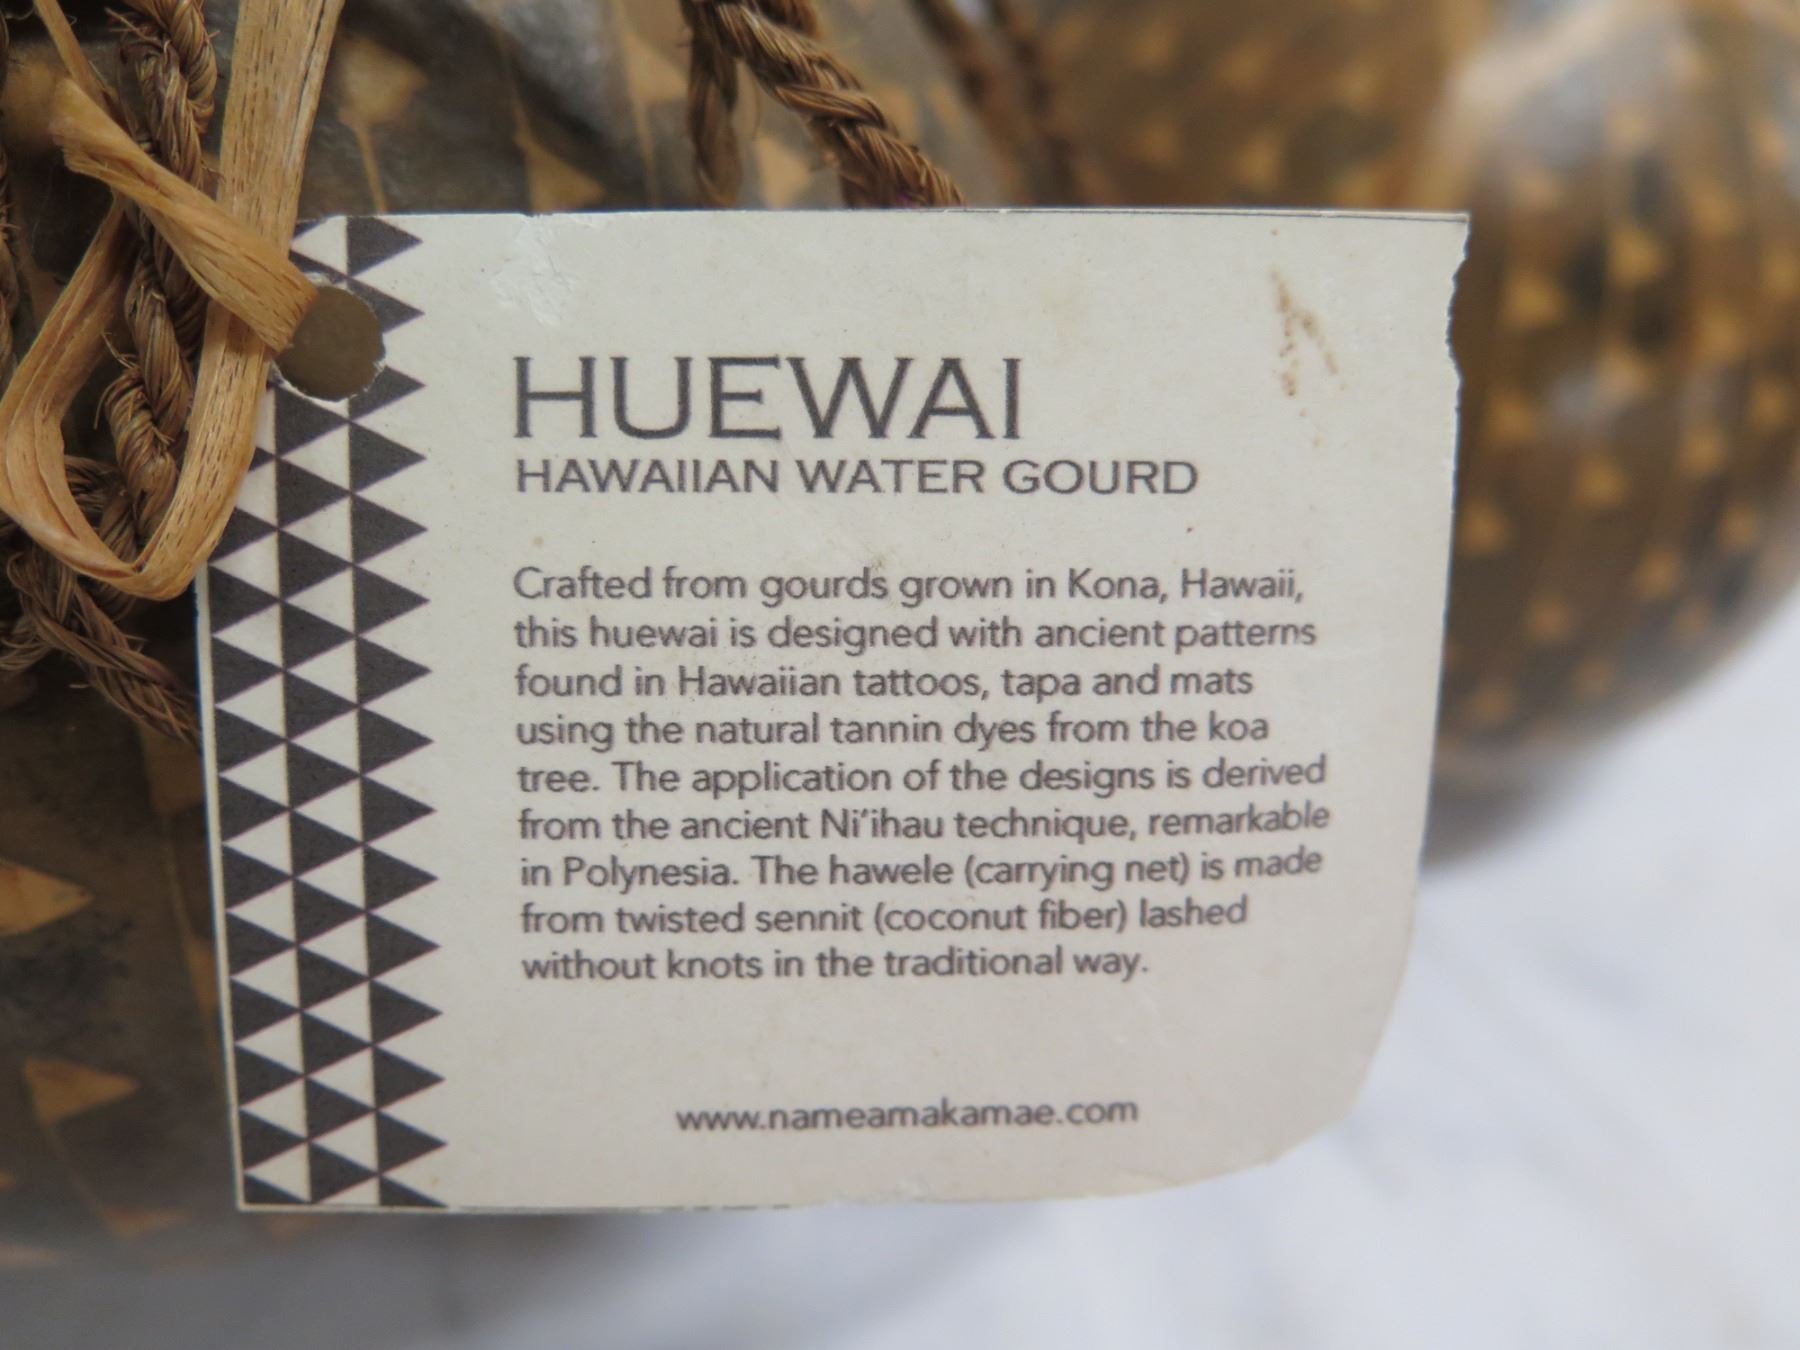 HUEWAI
HAWAIIAN WATER GOURD
Crafted from gourds grown in Kona, Hawaii,
this huewai is designed with ancient patterns
found in Hawaiian tattoos, tapa and mats
using the natural tannin dyes from the koa
tree. The application of the designs is derived
from the ancient Ni'ihau technique, remarkable
in Polynesia. The hawele (carrying net) is made
from twisted sennit (coconut fiber) lashed
without knots in the traditional way.
www.nameamakamae.com